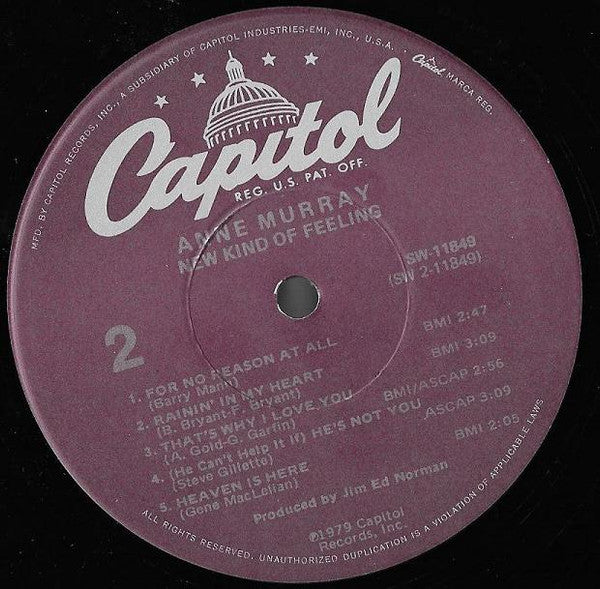 MFD. BY CAPITOL RECORDS, INC., A SUBSIDIARY OF CAPITOL INDUSTRIES-EMI, INC., U.S.A. • Capitol MARCA REG.
Capitol
REG. U.S. PAT. OFF.
ANNE MURRAY
NEW KIND OF FEELING
SW-11849
(SW 2-11849)
2
1. FOR NO REASON AT ALL BMI 2:47
(Barry Mann)
2. RAININ' IN MY HEART BMI 3:09
(B. Bryant-F. Bryant)
3. THAT'S WHY I LOVE YOU BMI/ASCAP 2:56
(A. Gold-G. Garfin)
4. (He Can't Help It If) HE'S NOT YOU ASCAP 3:09
(Steve Gillette)
5. HEAVEN IS HERE BMI 2:05
(Gene MacLellan)
Produced by Jim Ed Norman
℗1979 Capitol
Records, Inc.
ALL RIGHTS RESERVED. UNAUTHORIZED DUPLICATION IS A VIOLATION OF APPLICABLE LAWS